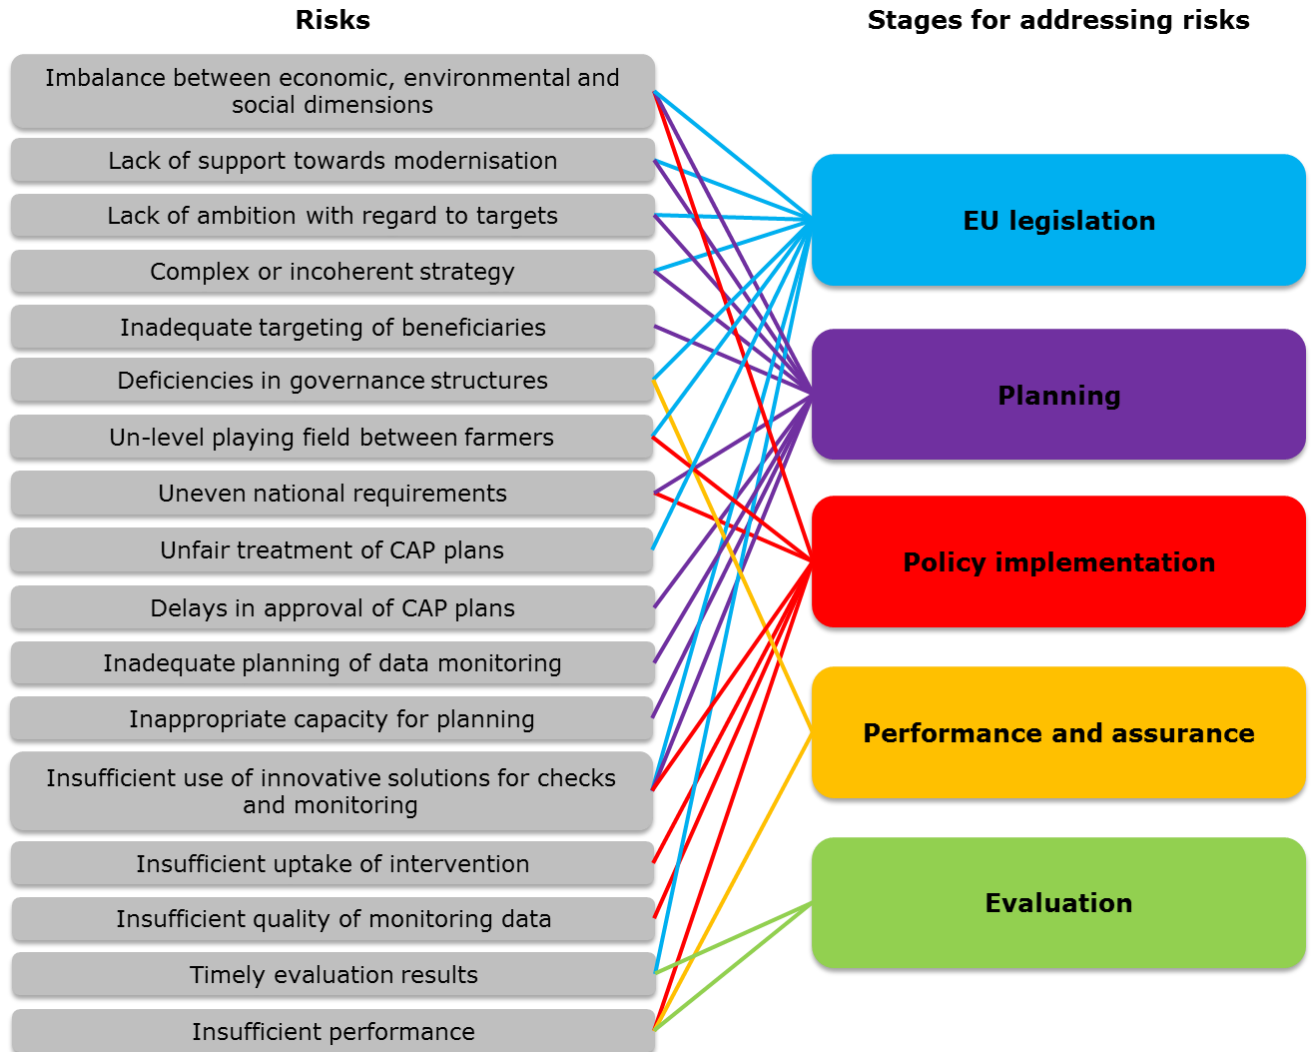 Risks
Stages for addressing risks
Imbalance between economic, environmental and
social dimensions
Lack of support towards modernisation
Lack of ambition with regard to targets
Complex or incoherent strategy
Inadequate targeting of beneficiaries
Deficiencies in governance structures
Un-level playing field between farmers
Uneven national requirements
Unfair treatment of CAP plans
Delays in approval of CAP plans
Inadequate planning of data monitoring
Inappropriate capacity for planning
Insufficient use of innovative solutions for checks
and monitoring
Insufficient uptake of intervention
Insufficient quality of monitoring data
Timely evaluation results
Insufficient performance
EU legislation
Planning
Policy implementation
Performance and assurance
Evaluation